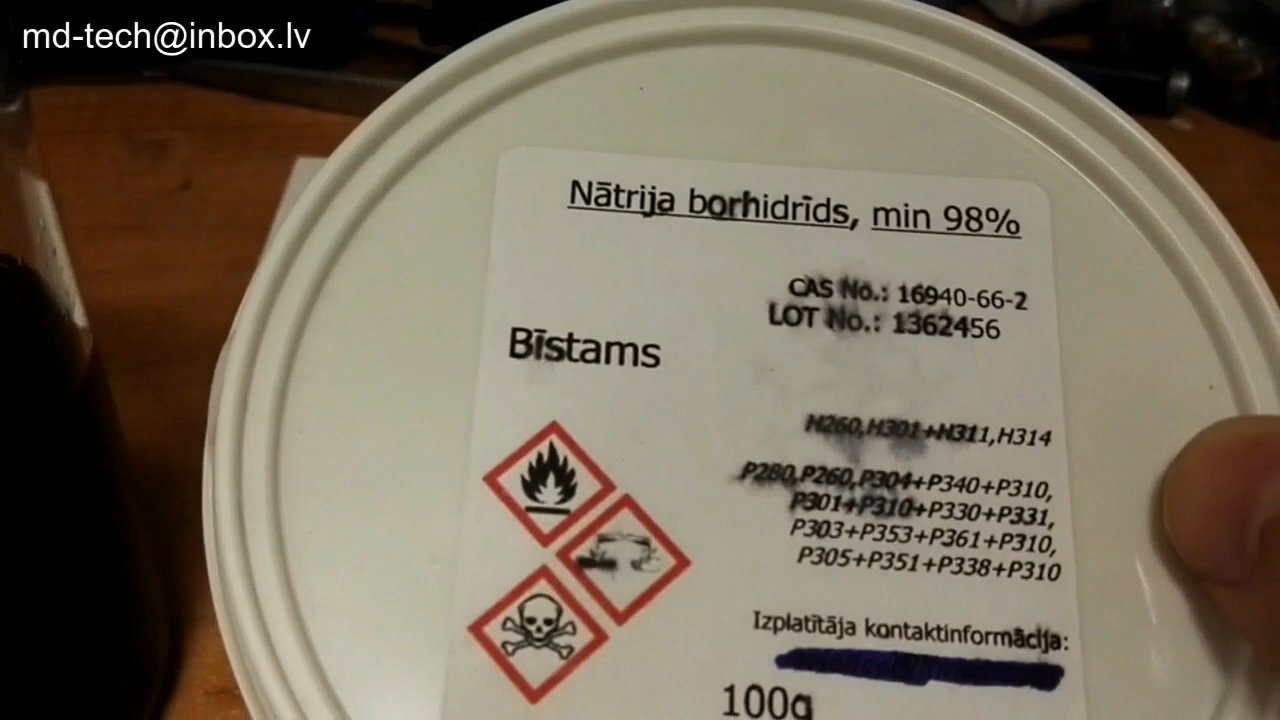 md-tech@inbox.lv
Nātrija borhidrīds, min 98%
CAS No.: 16940-66-2
LOT No.: 1362456
Bīstams
H260,H301+H311,H314
P280,P260,P304+P340+P310,
P301+P310+P330+P331,
P303+P353+P361+P310,
P305+P351+P338+P310
Izplatītāja kontaktinformācija:
100g